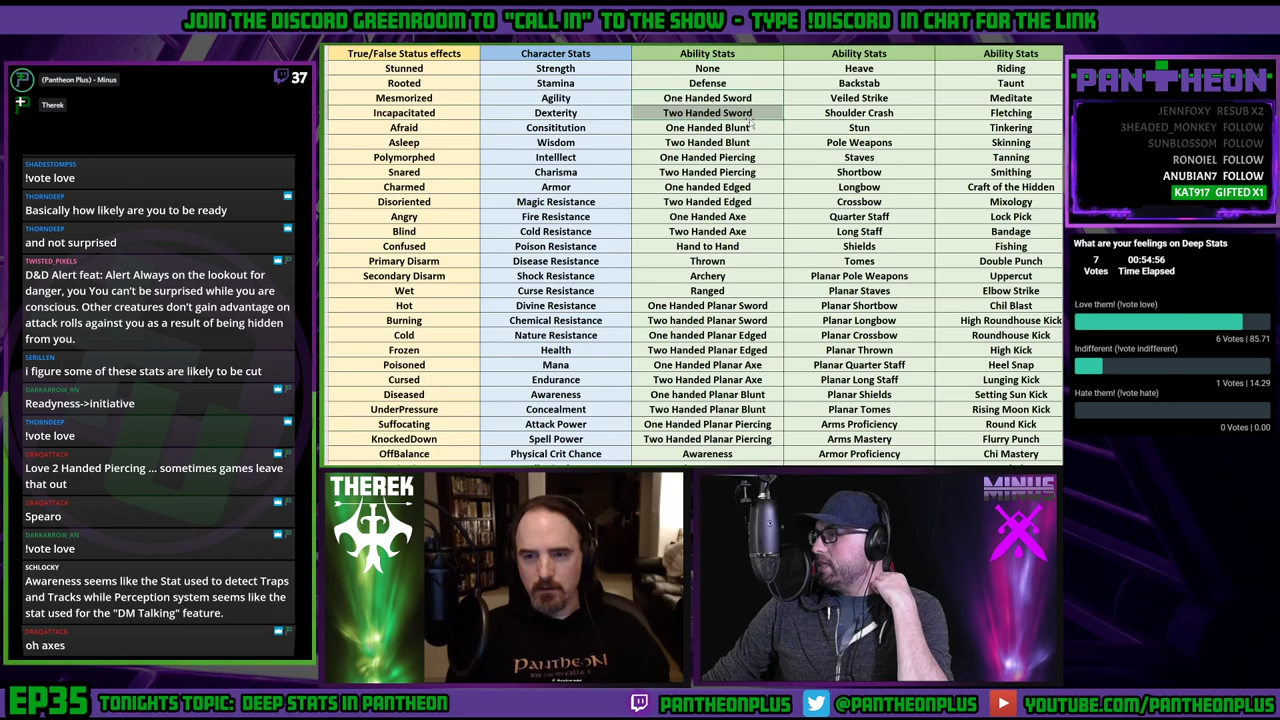 JOIN THE DISCORD GREENROOM TO "CALL IN" TO THE SHOW - TYPE !DISCORD IN CHAT FOR THE LINK
(Pantheon Plus) - Minus
37
Therek
SHADESTOMPSS
!vote love
THORNDEEP
Basically how likely are you to be ready
THORNDEEP
and not surprised
TWISTED_PIXELS
D&D Alert feat: Alert Always on the lookout for
danger, you You can't be surprised while you are
conscious. Other creatures don't gain advantage on
attack rolls against you as a result of being hidden
from you.
SERILLEN
i figure some of these stats are likely to be cut
DARKARROW_RN
Readyness->initiative
THORNDEEP
!vote love
DRAQATTACK
Love 2 Handed Piercing ... sometimes games leave
that out
DRAQATTACK
Spearo
DARKARROW_RN
!vote love
SCHLOCKY
Awareness seems like the Stat used to detect Traps
and Tracks while Perception system seems like the
stat used for the "DM Talking" feature.
DRAQATTACK
oh axes
True/False Status effects Character Stats Ability Stats Ability Stats Ability Stats
Stunned Strength None Heave Riding
Rooted Stamina Defense Backstab Taunt
Mesmorized Agility One Handed Sword Veiled Strike Meditate
Incapacitated Dexterity Two Handed Sword Shoulder Crash Fletching
Afraid Consititution One Handed Blunt Stun Tinkering
Asleep Wisdom Two Handed Blunt Pole Weapons Skinning
Polymorphed Intelllect One Handed Piercing Staves Tanning
Snared Charisma Two Handed Piercing Shortbow Smithing
Charmed Armor One handed Edged Longbow Craft of the Hidden
Disoriented Magic Resistance Two Handed Edged Crossbow Mixology
Angry Fire Resistance One Handed Axe Quarter Staff Lock Pick
Blind Cold Resistance Two Handed Axe Long Staff Bandage
Confused Poison Resistance Hand to Hand Shields Fishing
Primary Disarm Disease Resistance Thrown Tomes Double Punch
Secondary Disarm Shock Resistance Archery Planar Pole Weapons Uppercut
Wet Curse Resistance Ranged Planar Staves Elbow Strike
Hot Divine Resistance One Handed Planar Sword Planar Shortbow Chil Blast
Burning Chemical Resistance Two handed Planar Sword Planar Longbow High Roundhouse Kick
Cold Nature Resistance One handed Planar Edged Planar Crossbow Roundhouse Kick
Frozen Health Two Handed Planar Edged Planar Thrown High Kick
Poisoned Mana One Handed Planar Axe Planar Quarter Staff Heel Snap
Cursed Endurance Two Handed Planar Axe Planar Long Staff Lunging Kick
Diseased Awareness One handed Planar Blunt Planar Shields Setting Sun Kick
UnderPressure Concealment Two Handed Planar Blunt Planar Tomes Rising Moon Kick
Suffocating Attack Power One Handed Planar Piercing Arms Proficiency Round Kick
KnockedDown Spell Power Two Handed Planar Piercing Arms Mastery Flurry Punch
OffBalance Physical Crit Chance Awareness Armor Proficiency Chi Mastery
PANTHEON
JENNFOXY RESUB X2
3HEADED_MONKEY FOLLOW
SUNBLOSSOM FOLLOW
RONOIEL FOLLOW
ANUBIAN7 FOLLOW
KAT917 GIFTED X1
What are your feelings on Deep Stats
7 00:54:56
Votes Time Elapsed
Love them! (!vote love)
6 Votes | 85.71
Indifferent (!vote indifferent)
1 Votes | 14.29
Hate them? (!vote hate)
0 Votes | 0.00
THEREK
MINUS
PANTHEON
EP35
TONIGHTS TOPIC: DEEP STATS IN PANTHEON
PANTHEONPLUS
@PANTHEONPLUS
YOUTUBE.COM/PANTHEONPLUS